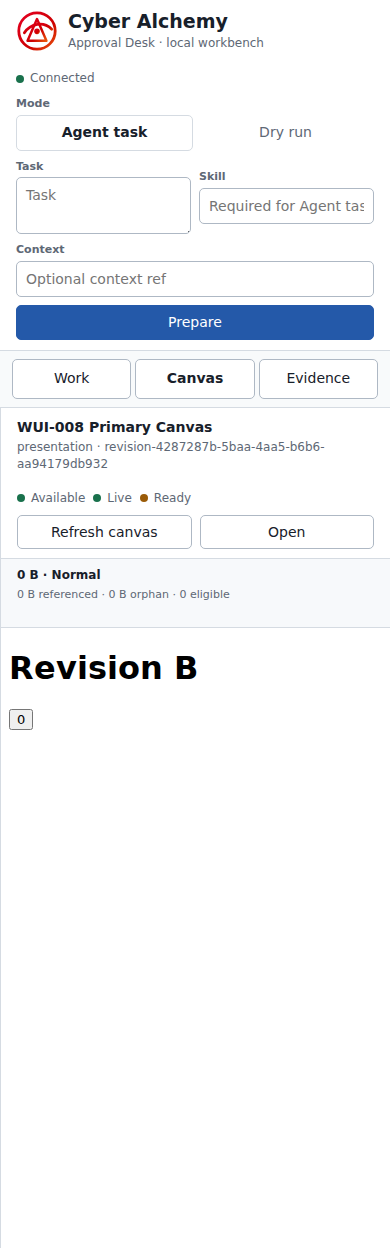 Cyber Alchemy
Approval Desk · local workbench
Connected
Mode
Agent task
Dry run
Task
Skill
Task
Required for Agent tas
Context
Optional context ref
Prepare
Work
Canvas
Evidence
WUI-008 Primary Canvas
presentation · revision-4287287b-5baa-4aa5-b6b6-
aa94179db932
Available Live Ready
Refresh canvas
Open
0 B · Normal
0 B referenced · 0 B orphan · 0 eligible
Revision B
0